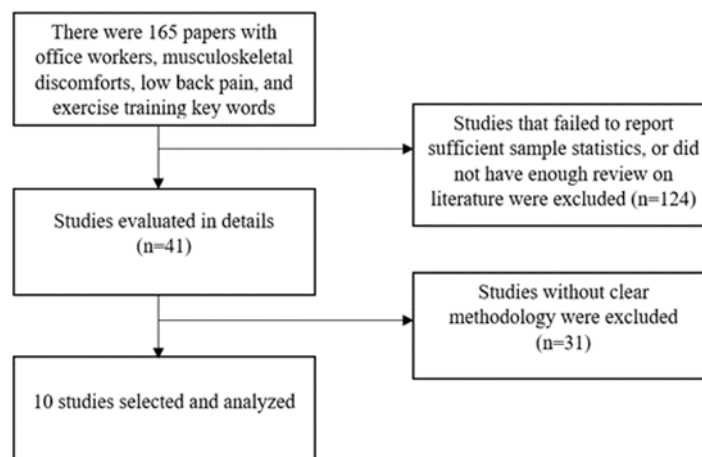 There were 165 papers with
office workers, musculoskeletal
discomforts, low back pain, and
exercise training key words
Studies that failed to report
sufficient sample statistics, or did
not have enough review on
literature were excluded (n=124)
Studies evaluated in details
(n=41)
Studies without clear
methodology were excluded
(n=31)
10 studies selected and analyzed